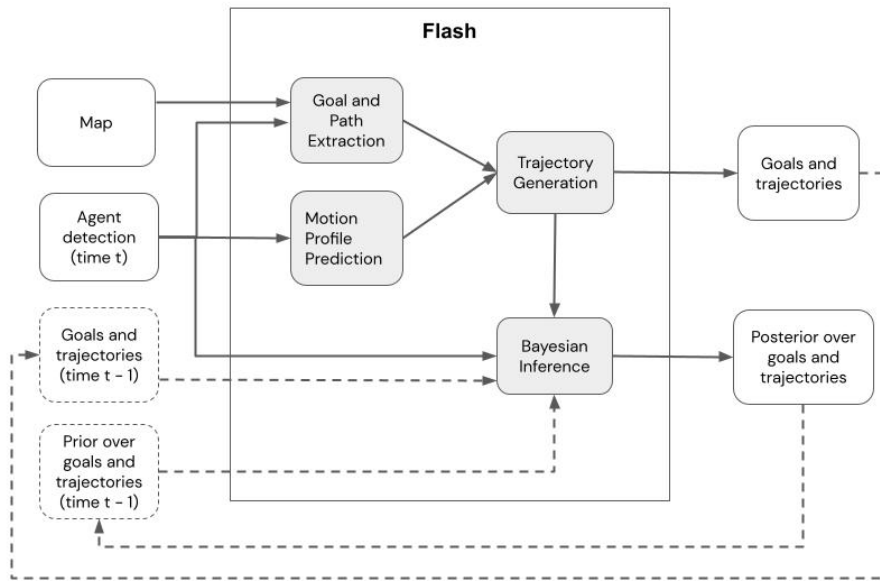 Flash
Map
Goal and
Path
Extraction
Trajectory
Generation
Goals and
trajectories
Agent
detection
(time t)
Motion
Profile
Prediction
Goals and
trajectories
(time t - 1)
Bayesian
Inference
Posterior over
goals and
trajectories
Prior over
goals and
trajectories
(time t - 1)